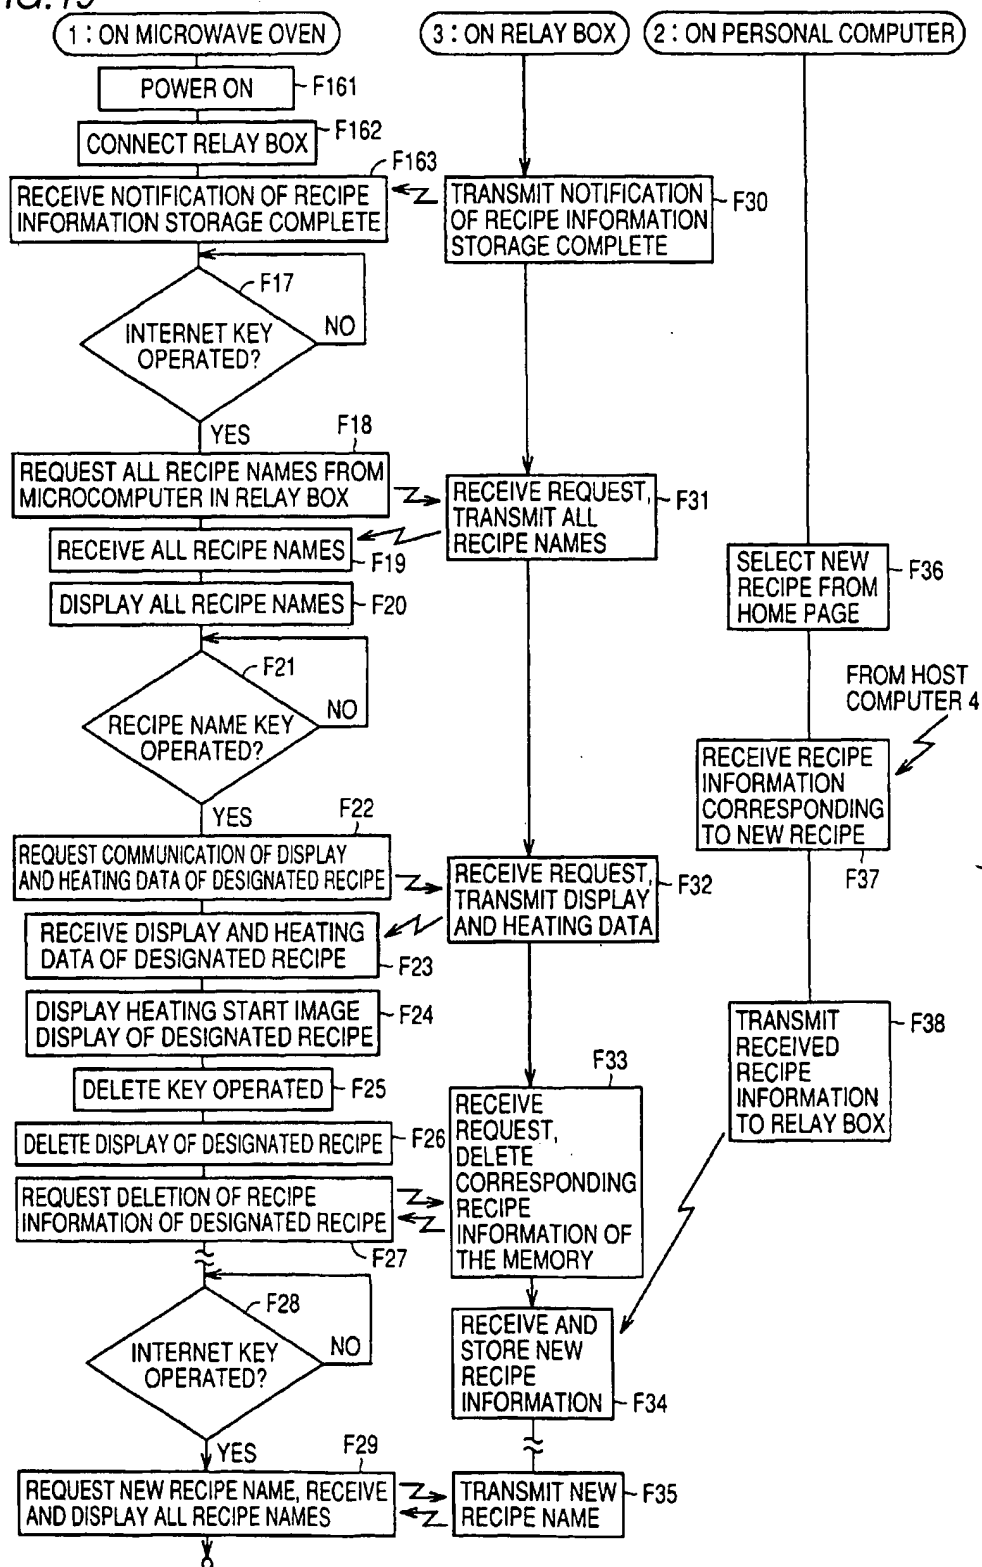 1 : ON MICROWAVE OVEN
3 : ON RELAY BOX
2 : ON PERSONAL COMPUTER
POWER ON
F161
CONNECT RELAY BOX
F162
F163
RECEIVE NOTIFICATION OF RECIPE
INFORMATION STORAGE COMPLETE
TRANSMIT NOTIFICATION
OF RECIPE INFORMATION
STORAGE COMPLETE
F30
F17
INTERNET KEY
OPERATED?
NO
YES
F18
REQUEST ALL RECIPE NAMES FROM
MICROCOMPUTER IN RELAY BOX
RECEIVE REQUEST,
TRANSMIT ALL
RECIPE NAMES
F31
RECEIVE ALL RECIPE NAMES
F19
DISPLAY ALL RECIPE NAMES
F20
SELECT NEW
RECIPE FROM
HOME PAGE
F36
F21
RECIPE NAME KEY
OPERATED?
NO
YES
FROM HOST
COMPUTER 4
RECEIVE RECIPE
INFORMATION
CORRESPONDING
TO NEW RECIPE
F37
F22
REQUEST COMMUNICATION OF DISPLAY
AND HEATING DATA OF DESIGNATED RECIPE
RECEIVE REQUEST,
TRANSMIT DISPLAY
AND HEATING DATA
F32
RECEIVE DISPLAY AND HEATING
DATA OF DESIGNATED RECIPE
F23
DISPLAY HEATING START IMAGE
DISPLAY OF DESIGNATED RECIPE
F24
TRANSMIT
RECEIVED
RECIPE
INFORMATION
TO RELAY BOX
F38
DELETE KEY OPERATED
F25
F33
RECEIVE
REQUEST,
DELETE
CORRESPONDING
RECIPE
INFORMATION OF
THE MEMORY
DELETE DISPLAY OF DESIGNATED RECIPE
F26
REQUEST DELETION OF RECIPE
INFORMATION OF DESIGNATED RECIPE
F27
F28
INTERNET KEY
OPERATED?
NO
YES
RECEIVE AND
STORE NEW
RECIPE
INFORMATION
F34
F29
REQUEST NEW RECIPE NAME, RECEIVE
AND DISPLAY ALL RECIPE NAMES
TRANSMIT NEW
RECIPE NAME
F35